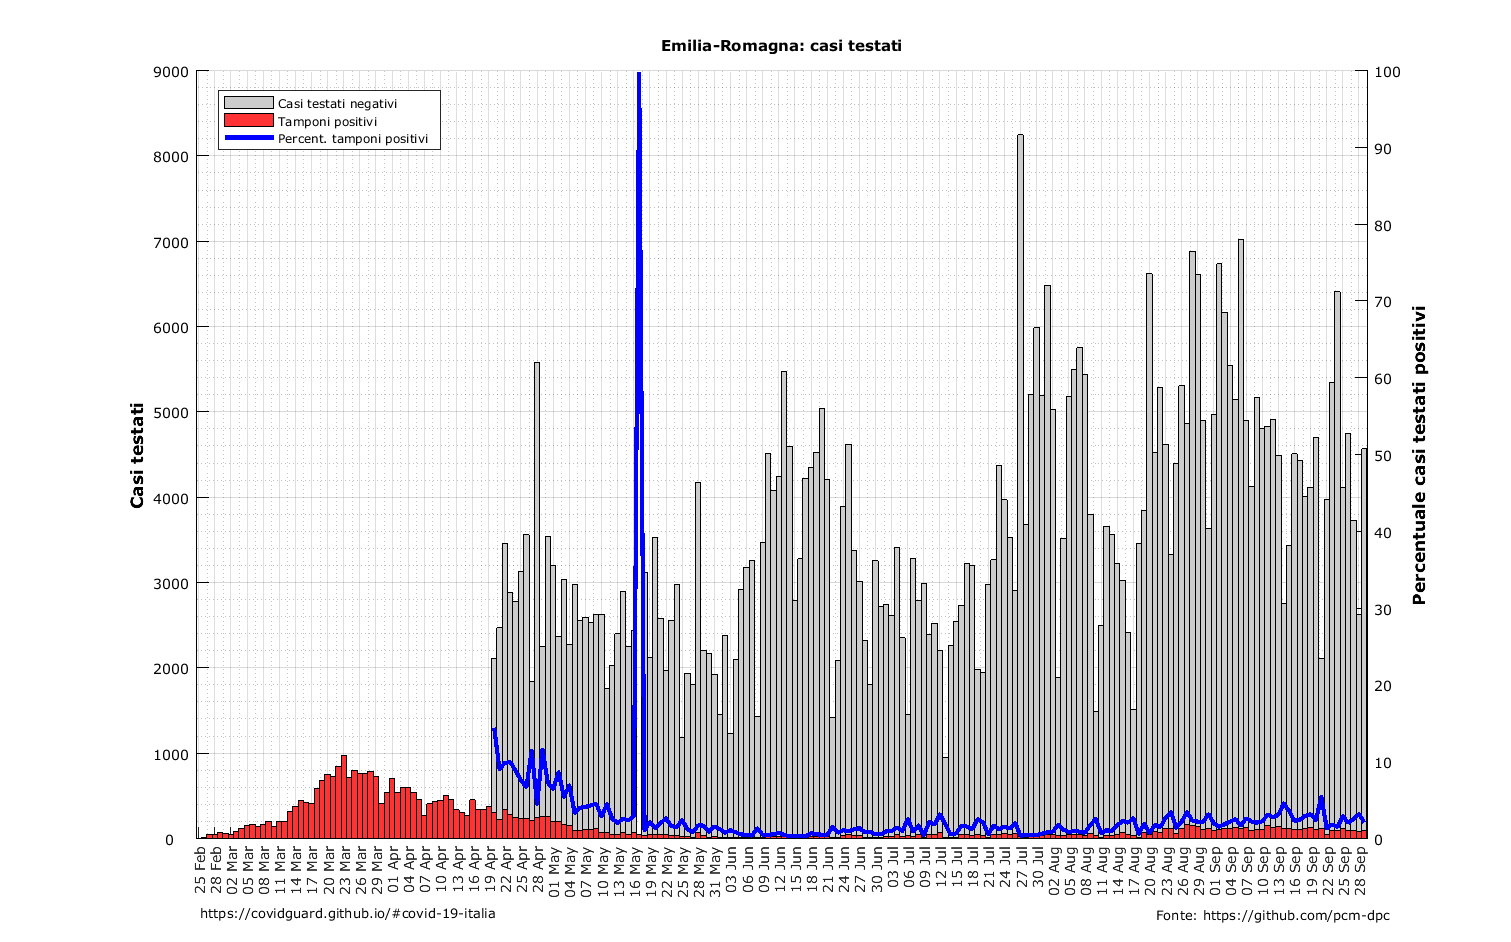 Emilia-Romagna: casi testati
Casi testati negativi
Tamponi positivi
Percent. tamponi positivi
Casi testati
9000
8000
7000
6000
5000
4000
3000
2000
1000
0
100
90
80
70
60
50
40
30
20
10
0
Percentuale casi testati positivi
25 Feb
28 Feb
02 Mar
05 Mar
08 Mar
11 Mar
14 Mar
17 Mar
20 Mar
23 Mar
26 Mar
29 Mar
01 Apr
04 Apr
07 Apr
10 Apr
13 Apr
16 Apr
19 Apr
22 Apr
25 Apr
28 Apr
01 May
04 May
07 May
10 May
13 May
16 May
19 May
22 May
25 May
28 May
31 May
03 Jun
06 Jun
09 Jun
12 Jun
15 Jun
18 Jun
21 Jun
24 Jun
27 Jun
30 Jun
03 Jul
06 Jul
09 Jul
12 Jul
15 Jul
18 Jul
21 Jul
24 Jul
27 Jul
30 Jul
02 Aug
05 Aug
08 Aug
11 Aug
14 Aug
17 Aug
20 Aug
23 Aug
26 Aug
29 Aug
01 Sep
04 Sep
07 Sep
10 Sep
13 Sep
16 Sep
19 Sep
22 Sep
25 Sep
28 Sep
https://covidguard.github.io/#covid-19-italia
Fonte: https://github.com/pcm-dpc